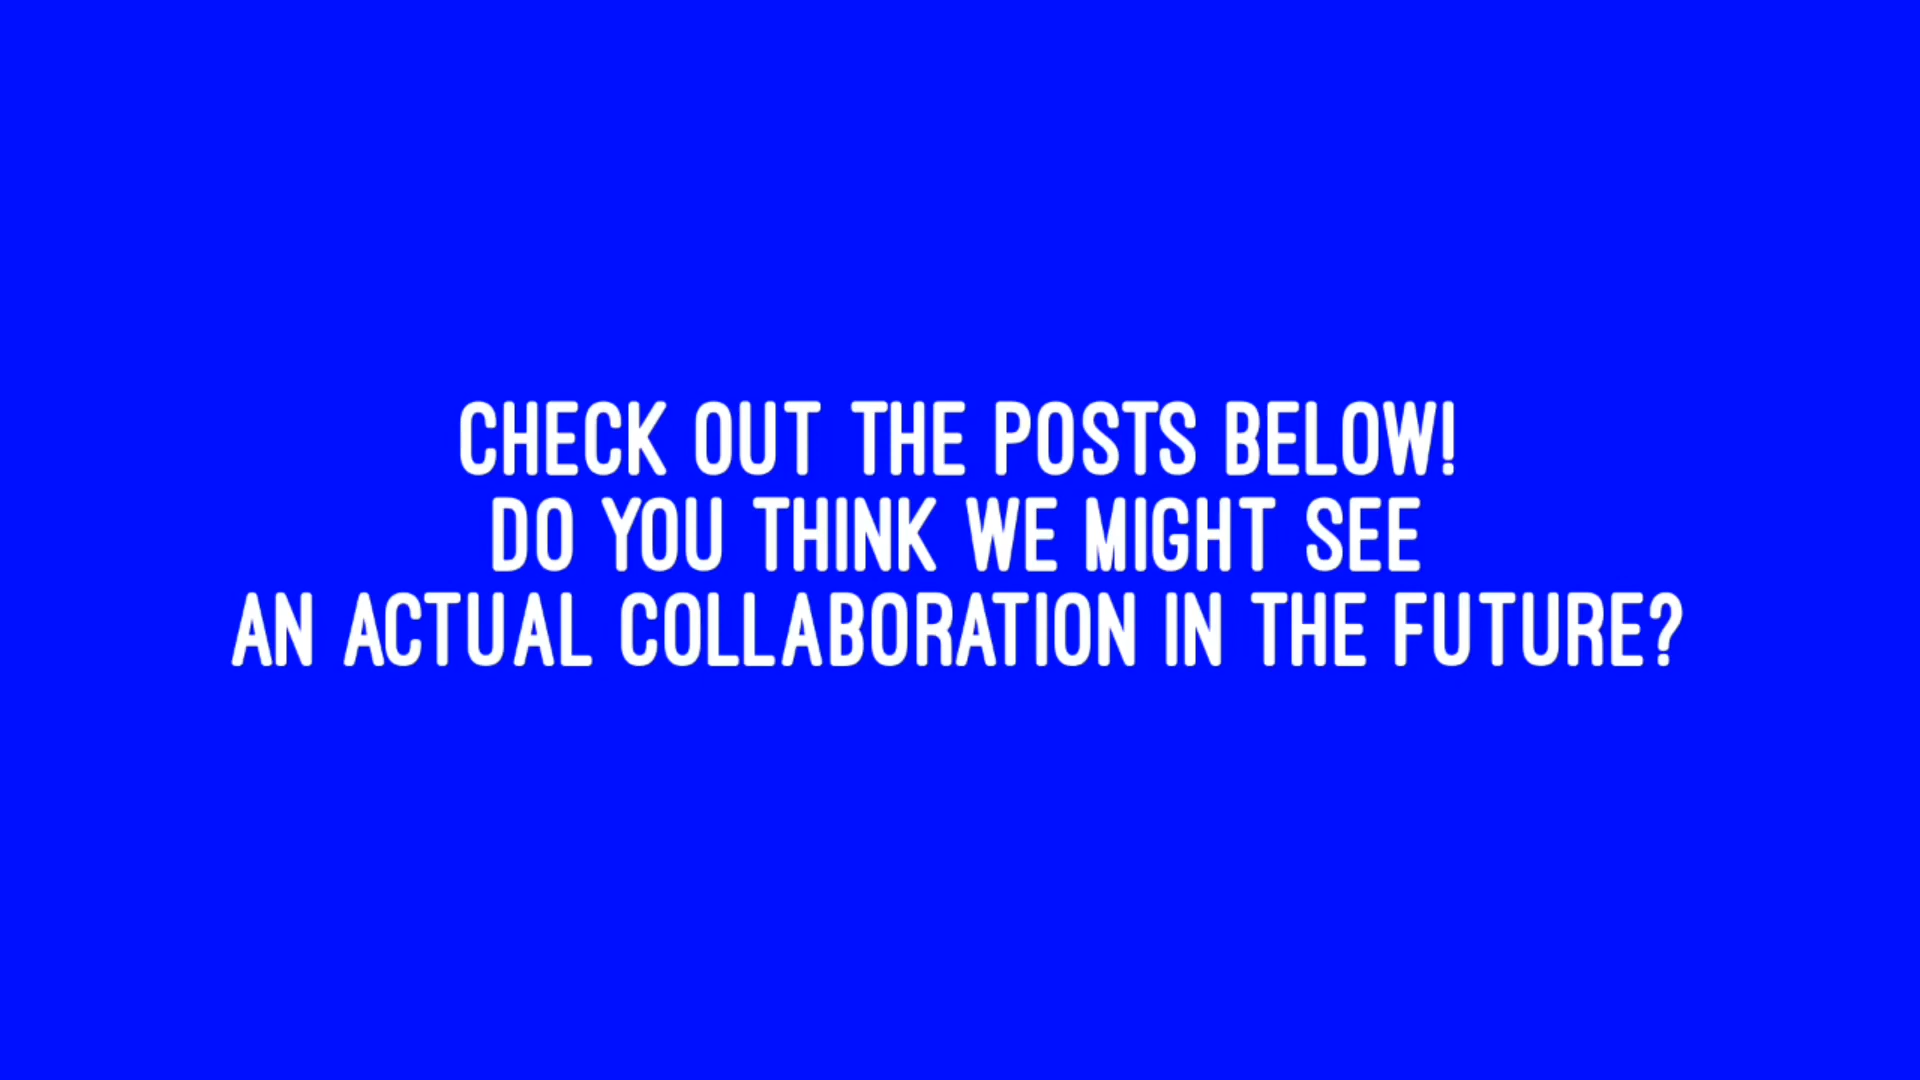 CHECK OUT THE POSTS BELOW!
DO YOU THINK WE MIGHT SEE
AN ACTUAL COLLABORATION IN THE FUTURE?